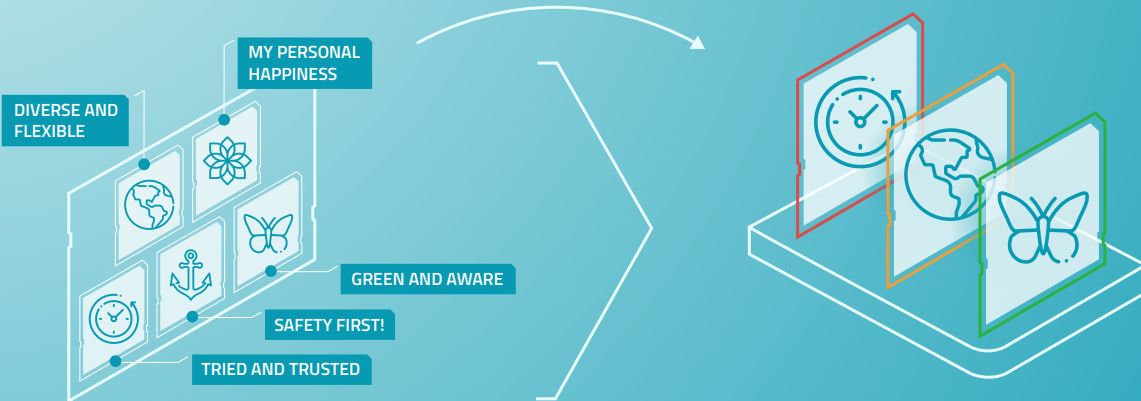 MY PERSONAL
HAPPINESS
DIVERSE AND
FLEXIBLE
GREEN AND AWARE
SAFETY FIRST!
TRIED AND TRUSTED